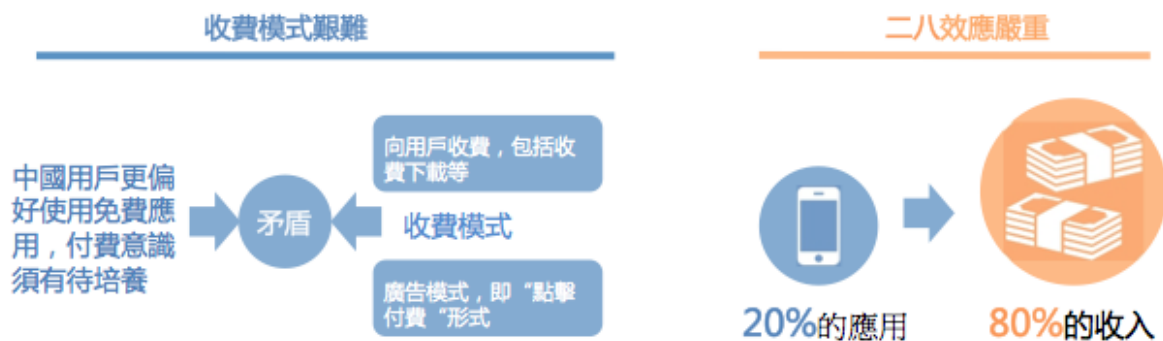 收費模式艱難
中國用戶更偏
好使用免費應
用，付費意識
須有待培養
矛盾
向用戶收費，包括收
費下載等
收費模式
廣告模式，即“點擊
付費“形式
二八效應嚴重
20%的應用
80%的收入